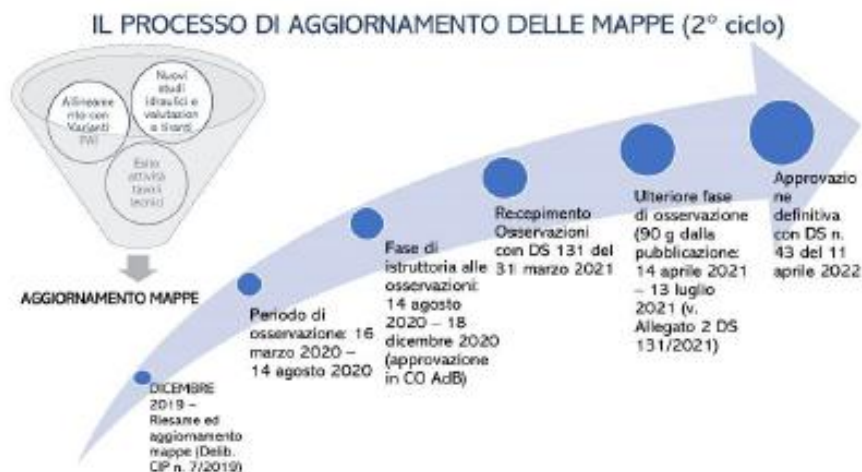 IL PROCESSO DI AGGIORNAMENTO DELLE MAPPE (2° ciclo)
Allineame
nto con
Varianti
PAI
Nuovi
studi
idraulici e
valutazion
e tiranti
Esito
attività
tavoli
tecnici
AGGIORNAMENTO MAPPE
DICEMBRE
2019 –
Riesame ed
aggiornamento
mappe (Delib.
CIP n. 7/2019)
Periodo di
osservazione: 16
marzo 2020 –
14 agosto 2020
Fase di
istruttoria alle
osservazioni:
14 agosto
2020 – 18
dicembre 2020
(approvazione
in CO AdB)
Recepimento
Osservazioni
con DS 131 del
31 marzo 2021
Ulteriore fase
di osservazione
(90 g dalla
pubblicazione:
14 aprile 2021
– 13 luglio
2021 (v.
Allegato 2 DS
131/2021)
Approvazio
ne
definitiva
con DS n.
43 del 11
aprile 2022